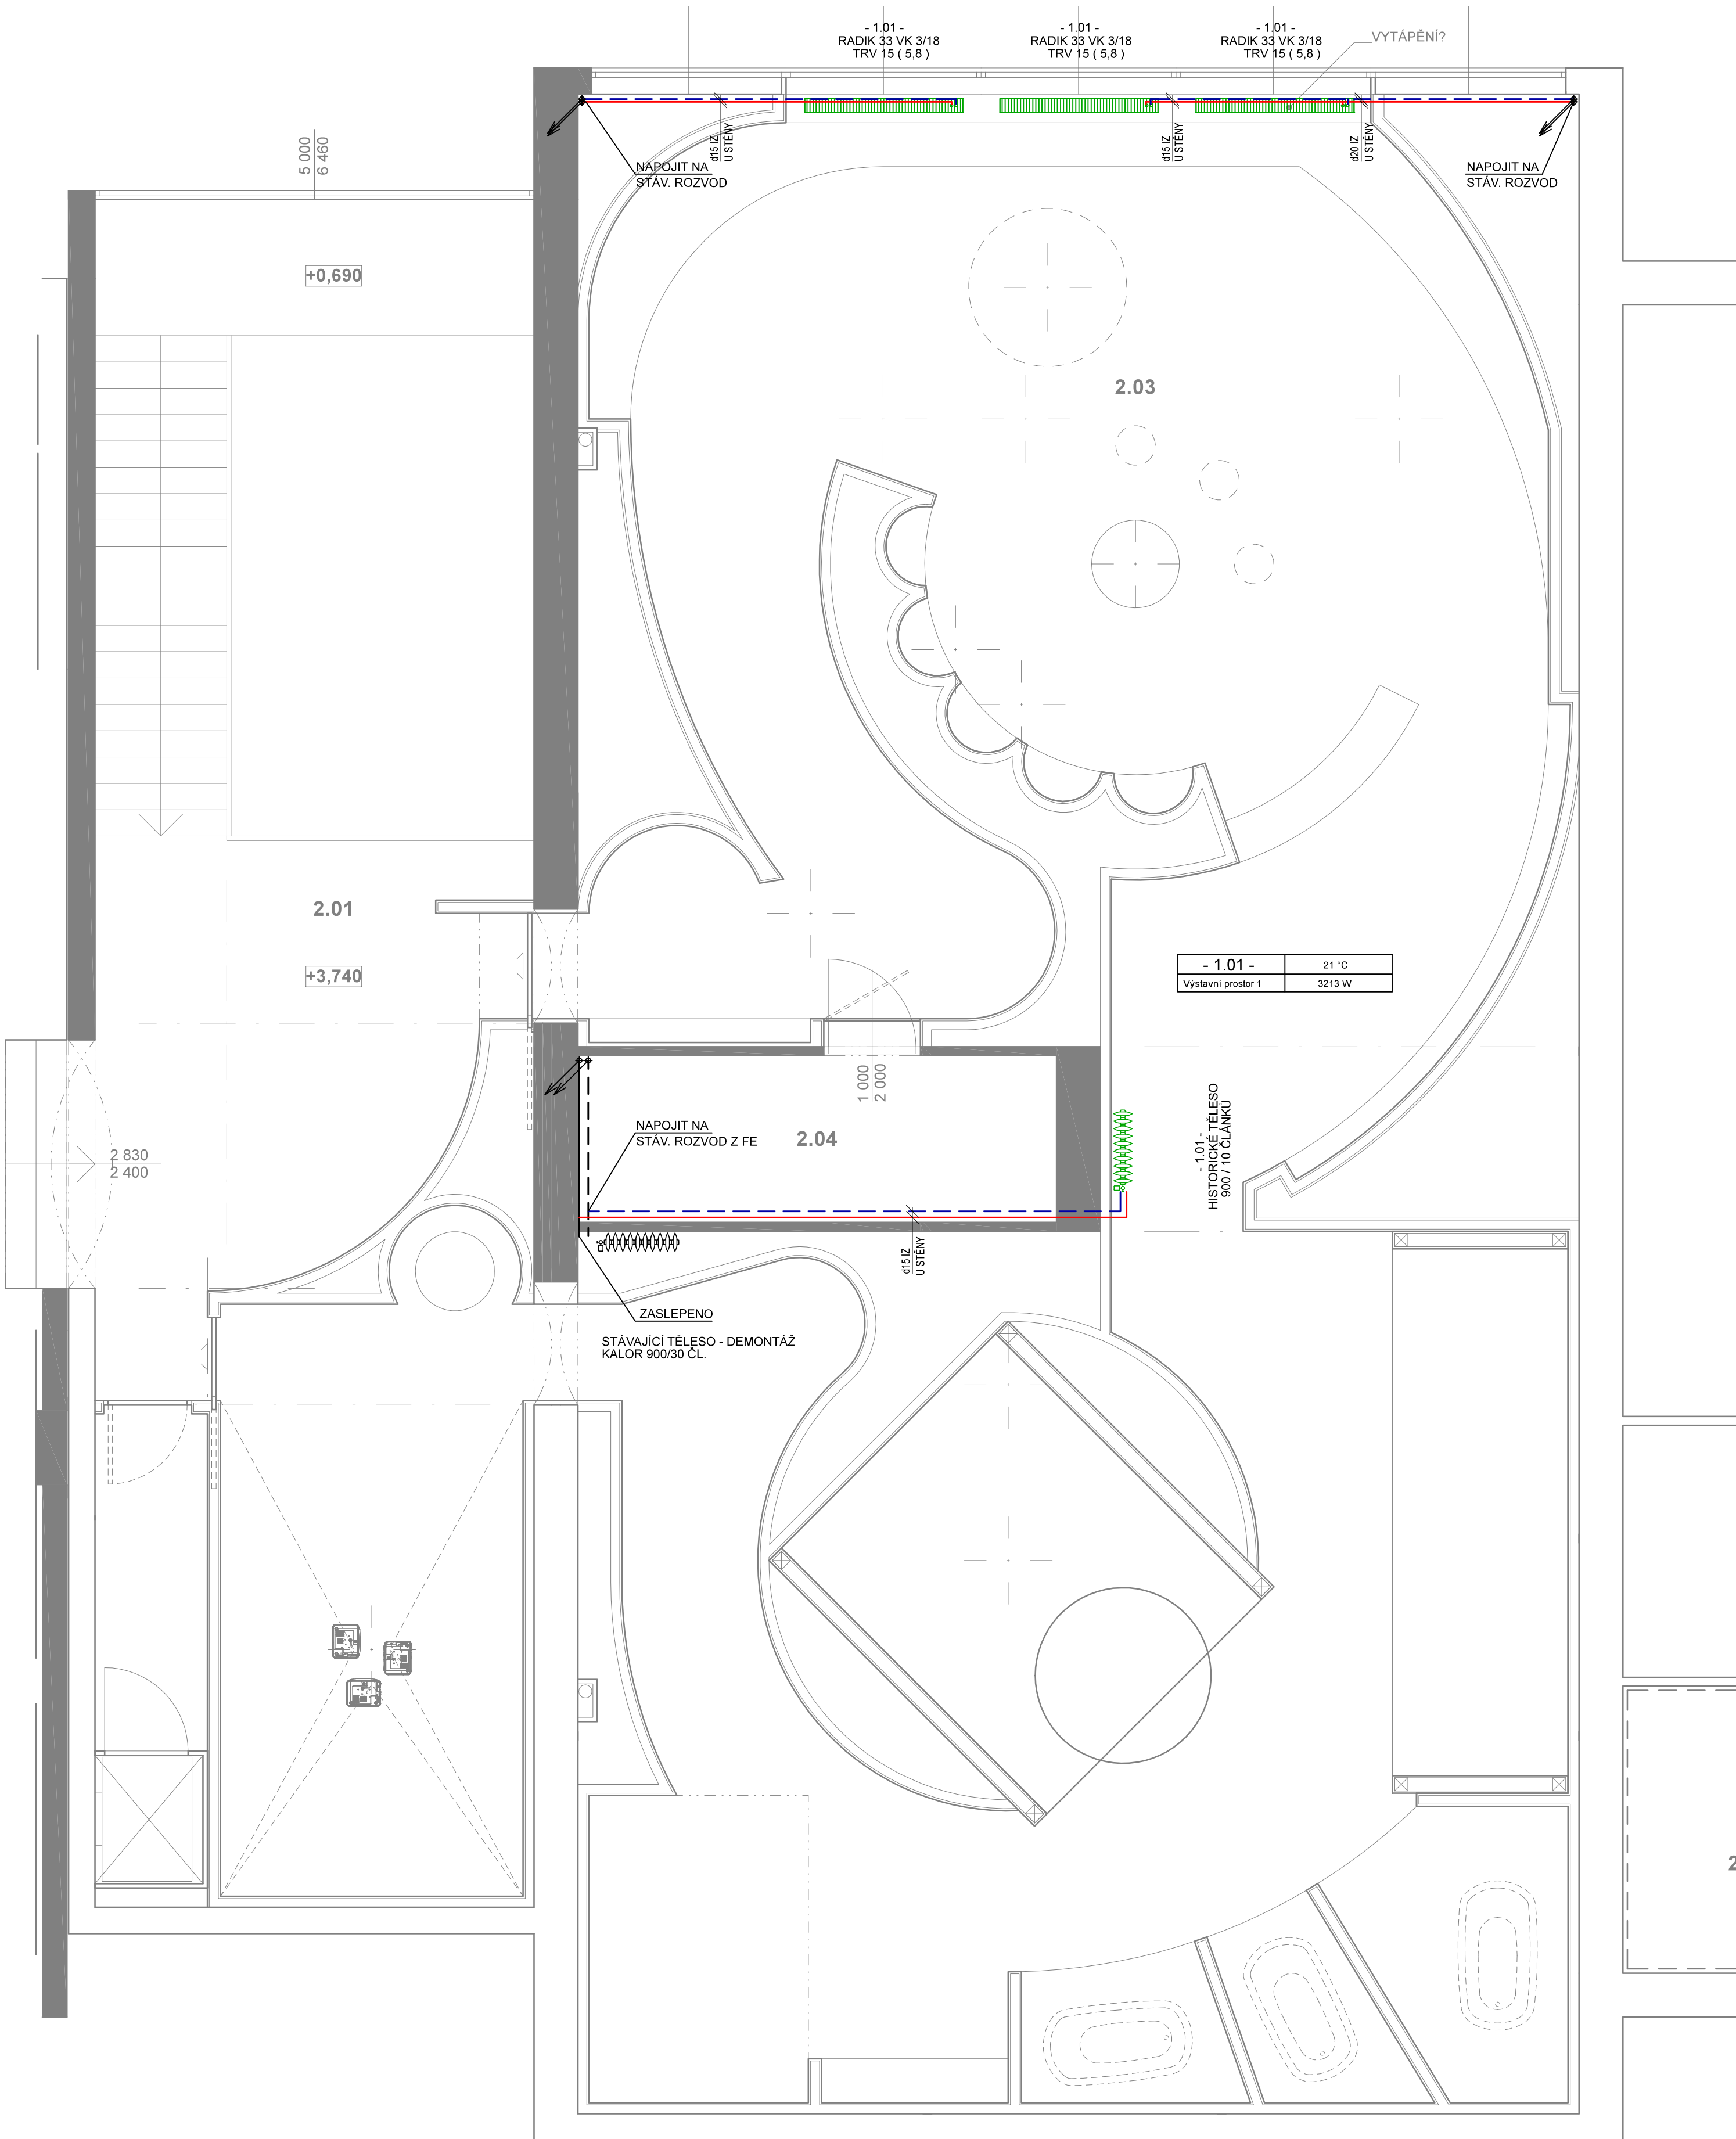 - 1.01 -
RADIK 33 VK 3/18
TRV 15 ( 5,8 )
- 1.01 -
RADIK 33 VK 3/18
TRV 15 ( 5,8 )
- 1.01 -
RADIK 33 VK 3/18
TRV 15 ( 5,8 )
VYTÁPĚNÍ?
d15 IZ
U STĚNY
d15 IZ
U STĚNY
d20 IZ
U STĚNY
NAPOJIT NA
STÁV. ROZVOD
NAPOJIT NA
STÁV. ROZVOD
5 000
6 460
+0,690
2.03
2.01
+3,740
- 1.01 -
21 °C
Výstavní prostor 1
3213 W
1 000
2 000
NAPOJIT NA
STÁV. ROZVOD Z FE
2.04
- 1.01 -
HISTORICKÉ TĚLESO
900 / 10 ČLÁNKŮ
2 830
2 400
d15 IZ
U STĚNY
ZASLEPENO
STÁVAJÍCÍ TĚLESO - DEMONTÁŽ
KALOR 900/30 ČL.
2